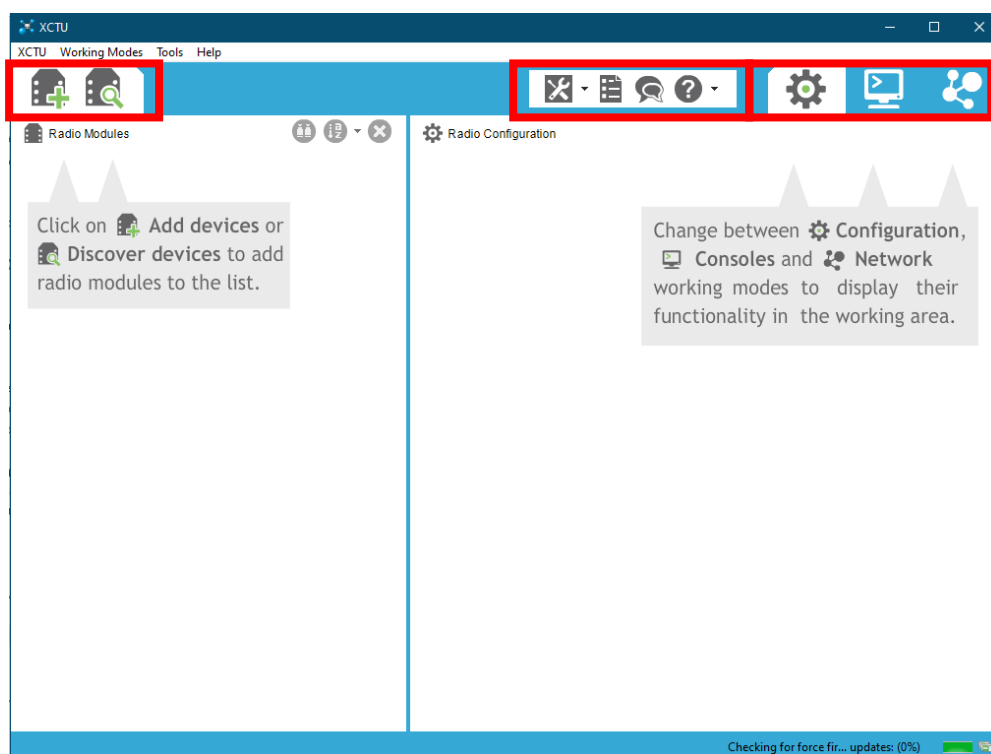 XCTU
XCTU Working Modes Tools Help
Radio Modules
Radio Configuration
Click on Add devices or
Discover devices to add
radio modules to the list.
Change between Configuration,
Consoles and Network
working modes to display their
functionality in the working area.
Checking for force fir... updates: (0%)